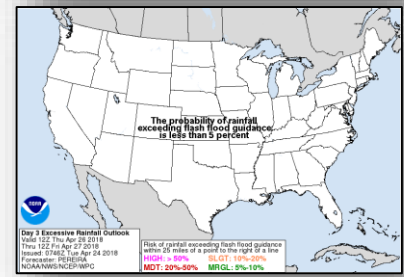 The probability of rainfall
exceeding flash flood guidance
is less than 5 percent
NOAA
Day 3 Excessive Rainfall Outlook
Valid 12Z Thu Apr 26 2018
Thru 12Z Fri Apr 27 2018
Issued: 0746Z Tue Apr 24 2018
Forecaster: PEREIRA
NOAA/NWS/NCEP/WPC
Risk of rainfall exceeding flash flood guidance
within 25 miles of a point to the right of a line
HIGH: > 50% SLGT: 10%-20%
MDT: 20%-50% MRGL: 5%-10%